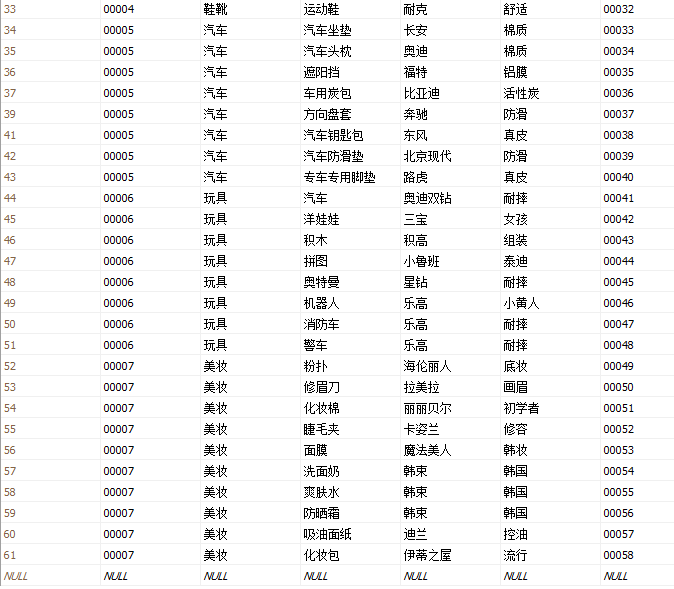 33 00004 鞋靴 运动鞋 耐克 舒适 00032
34 00005 汽车 汽车坐垫 长安 棉质 00033
35 00005 汽车 汽车头枕 奥迪 棉质 00034
36 00005 汽车 遮阳挡 福特 铝膜 00035
37 00005 汽车 车用炭包 比亚迪 活性炭 00036
39 00005 汽车 方向盘套 奔驰 防滑 00037
41 00005 汽车 汽车钥匙包 东风 真皮 00038
42 00005 汽车 汽车防滑垫 北京现代 防滑 00039
43 00005 汽车 专车专用脚垫 路虎 真皮 00040
44 00006 玩具 汽车 奥迪双钻 耐摔 00041
45 00006 玩具 洋娃娃 三宝 女孩 00042
46 00006 玩具 积木 积高 组装 00043
47 00006 玩具 拼图 小鲁班 泰迪 00044
48 00006 玩具 奥特曼 星钻 耐摔 00045
49 00006 玩具 机器人 乐高 小黄人 00046
50 00006 玩具 消防车 乐高 耐摔 00047
51 00006 玩具 警车 乐高 耐摔 00048
52 00007 美妆 粉扑 海伦丽人 底妆 00049
53 00007 美妆 修眉刀 拉美拉 画眉 00050
54 00007 美妆 化妆棉 丽丽贝尔 初学者 00051
55 00007 美妆 睫毛夹 卡姿兰 修容 00052
56 00007 美妆 面膜 魔法美人 韩妆 00053
57 00007 美妆 洗面奶 韩束 韩国 00054
58 00007 美妆 爽肤水 韩束 韩国 00055
59 00007 美妆 防晒霜 韩束 韩国 00056
60 00007 美妆 吸油面纸 迪兰 控油 00057
61 00007 美妆 化妆包 伊蒂之屋 流行 00058
NULL NULL NULL NULL NULL NULL NULL